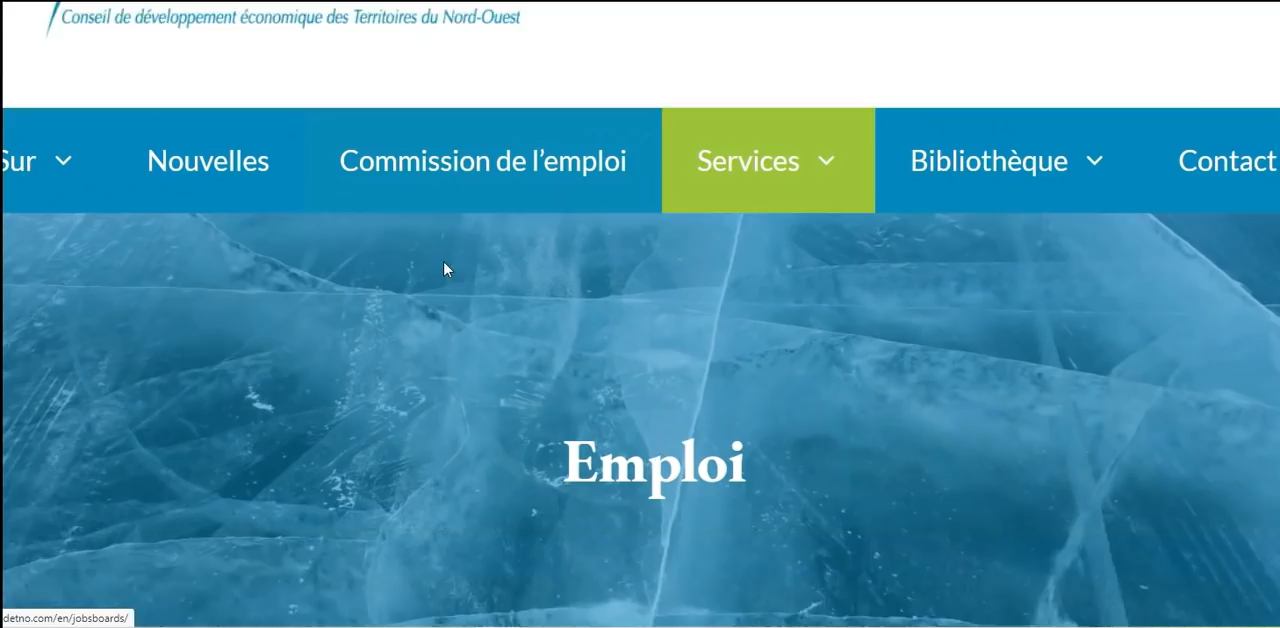 Conseil de développement économique des Territoires du Nord-Ouest
Sur Nouvelles Commission de l'emploi Services Bibliothèque Contact
Emploi
detno.com/en/jobsboards/